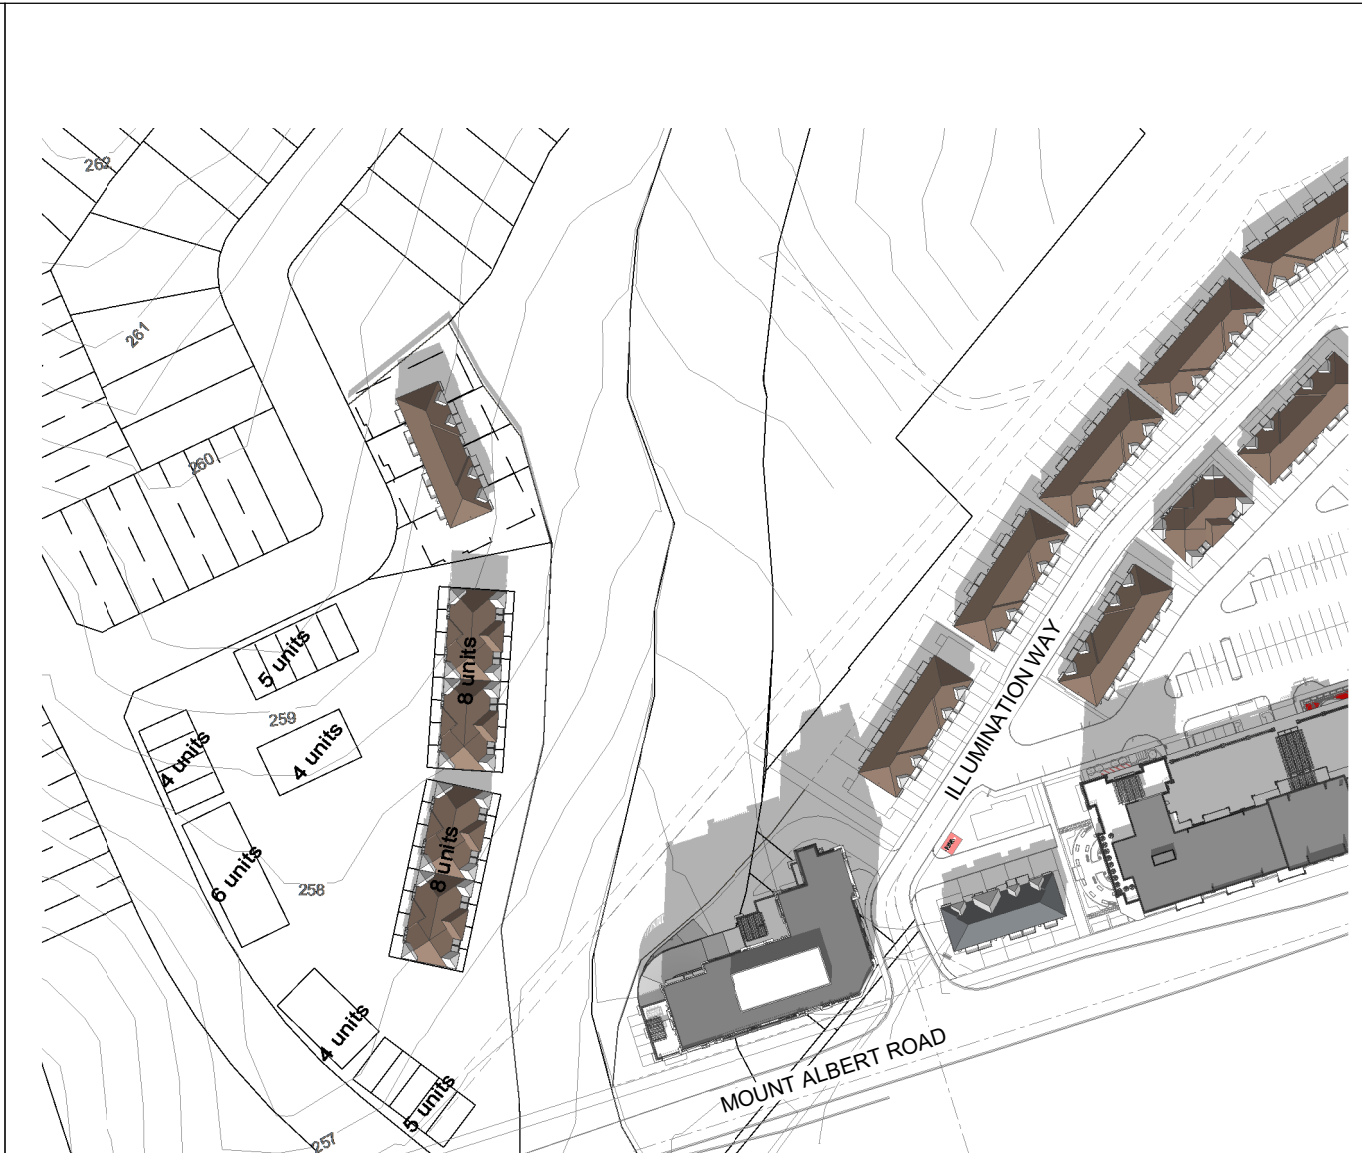 262
261
260
5 units
8 units
259
4 units
4 units
ILLUMINATION WAY
8 units
6 units
258
4 units
MOUNT ALBERT ROAD
5 units
257